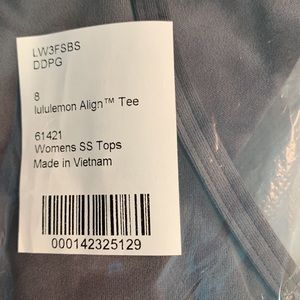 LW3FSBS
DDPG
8
lululemon Align™ Tee
61421
Womens SS Tops
Made in Vietnam
000142325129